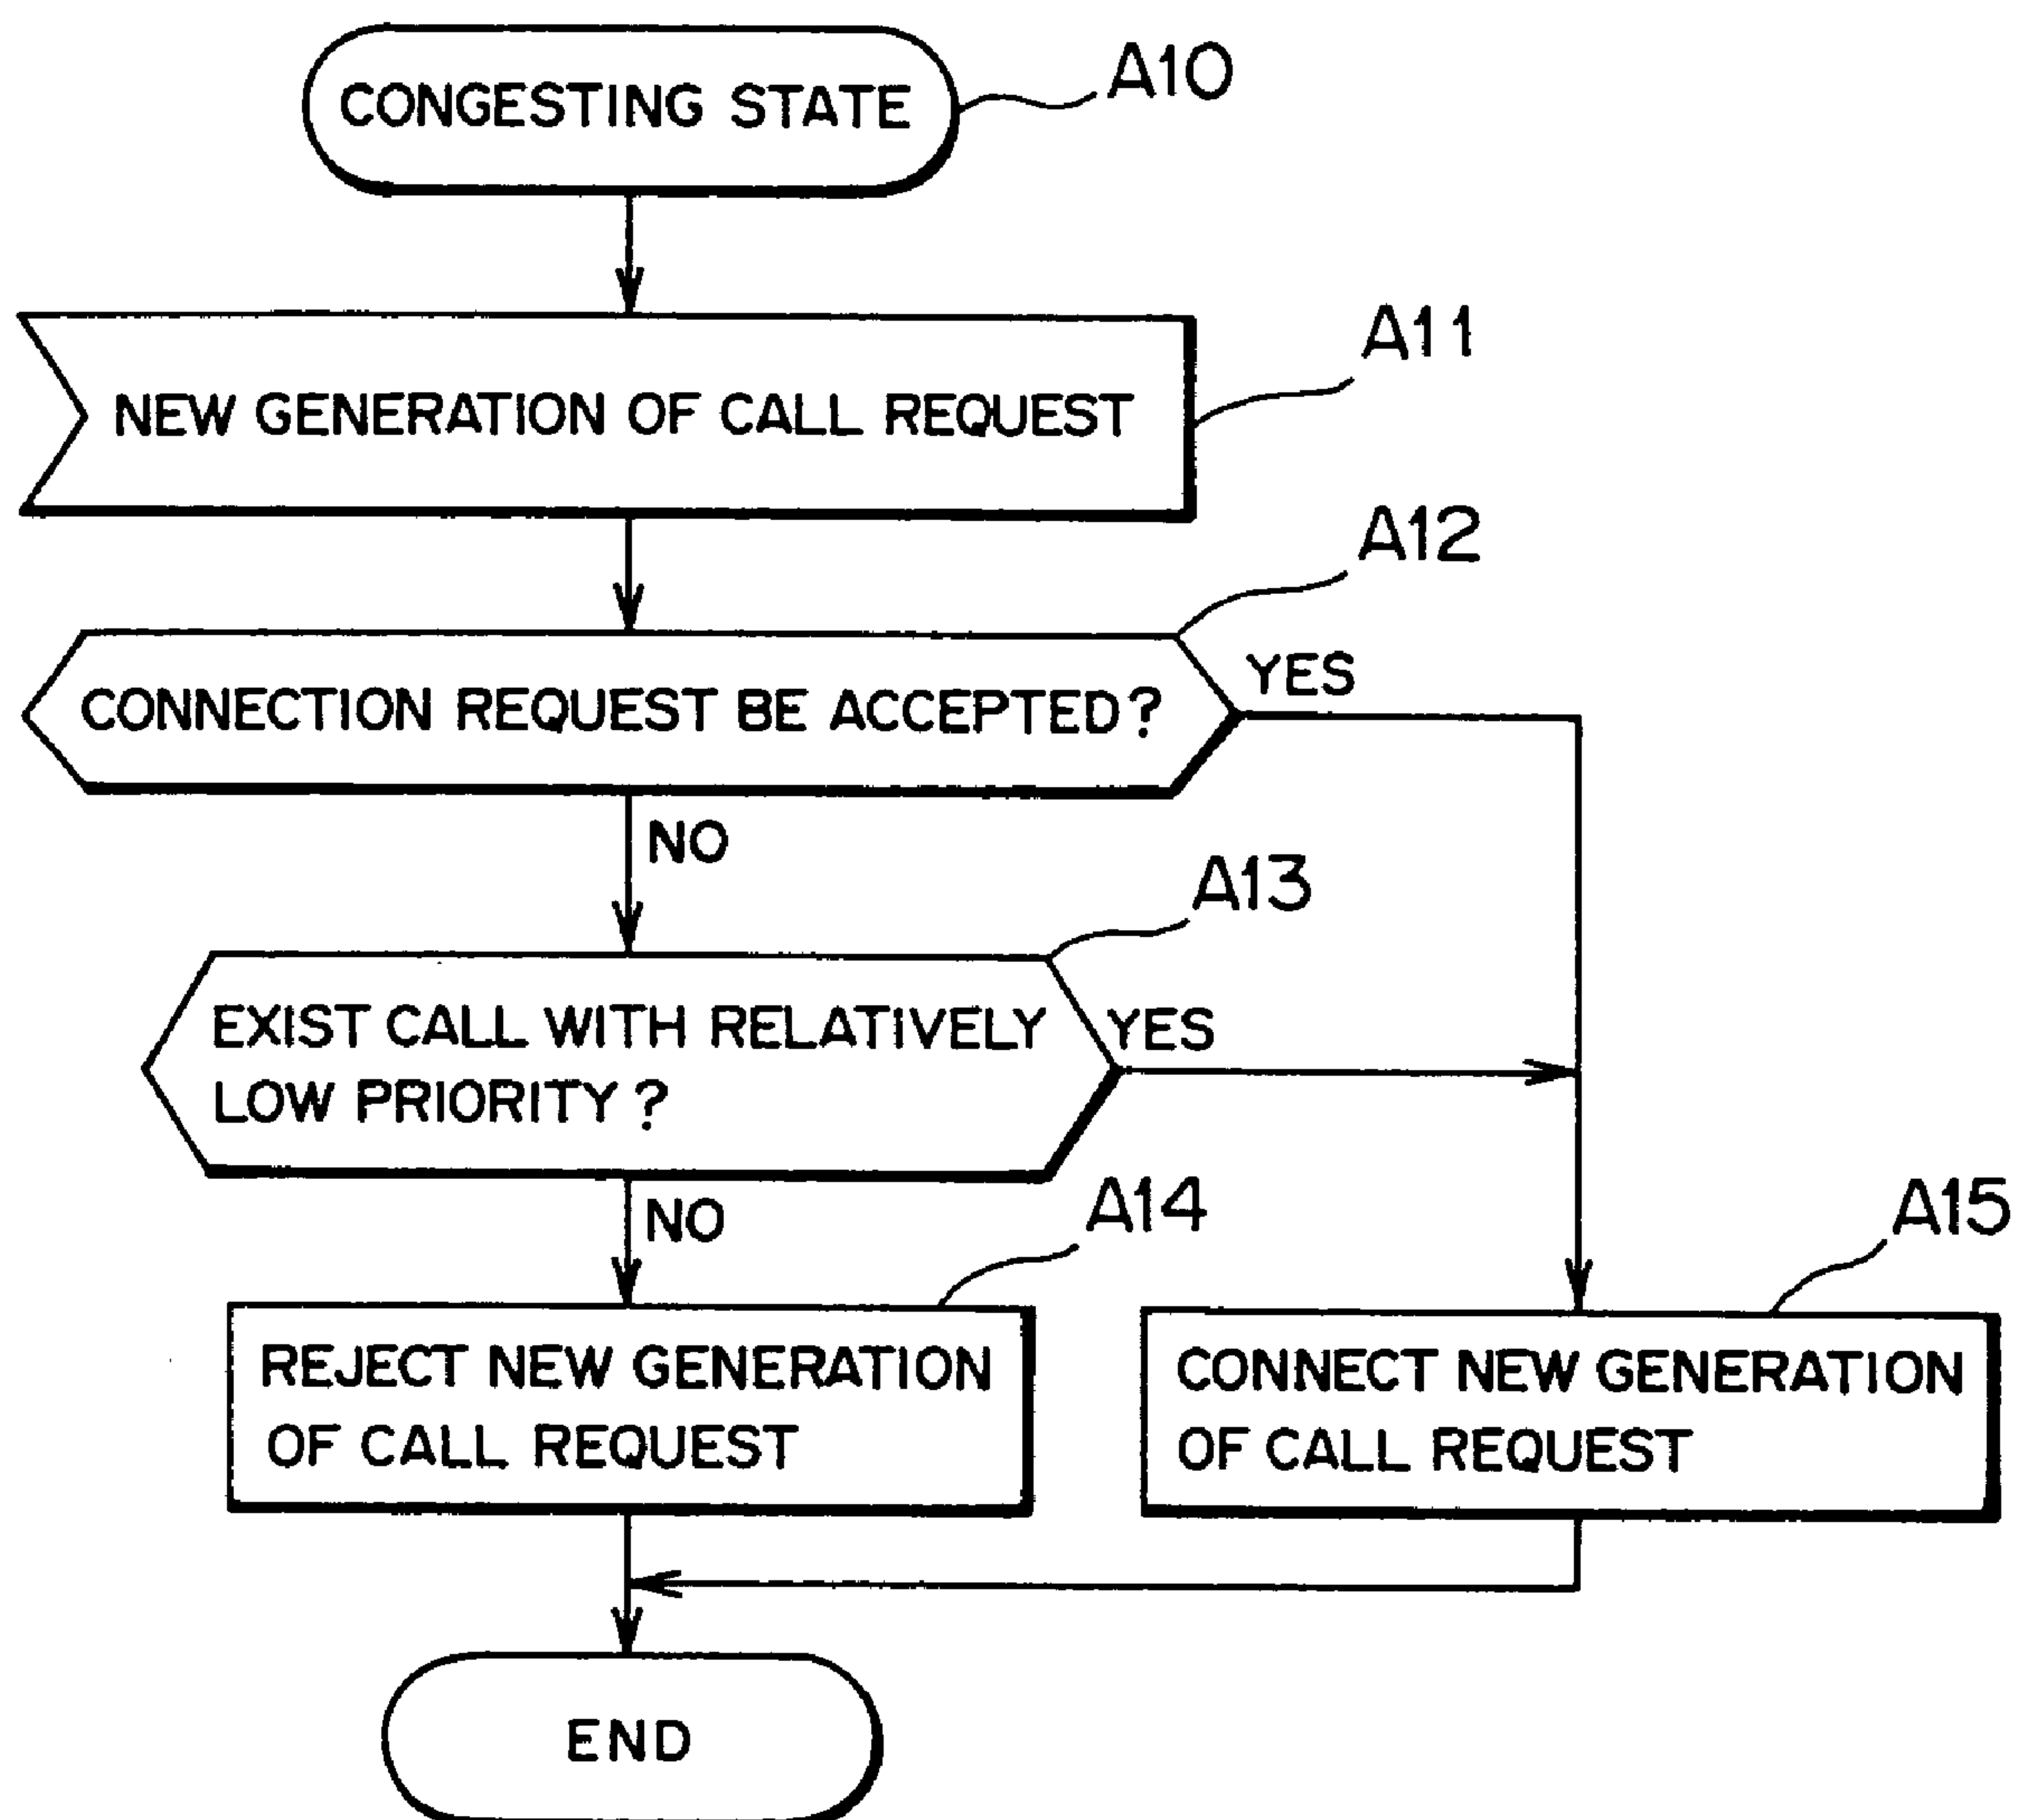 CONGESTING STATE
A10
NEW GENERATION OF CALL REQUEST
A11
A12
CONNECTION REQUEST BE ACCEPTED?
YES
NO
A13
EXIST CALL WITH RELATIVELY
LOW PRIORITY?
YES
NO
A14
REJECT NEW GENERATION
OF CALL REQUEST
A15
CONNECT NEW GENERATION
OF CALL REQUEST
END